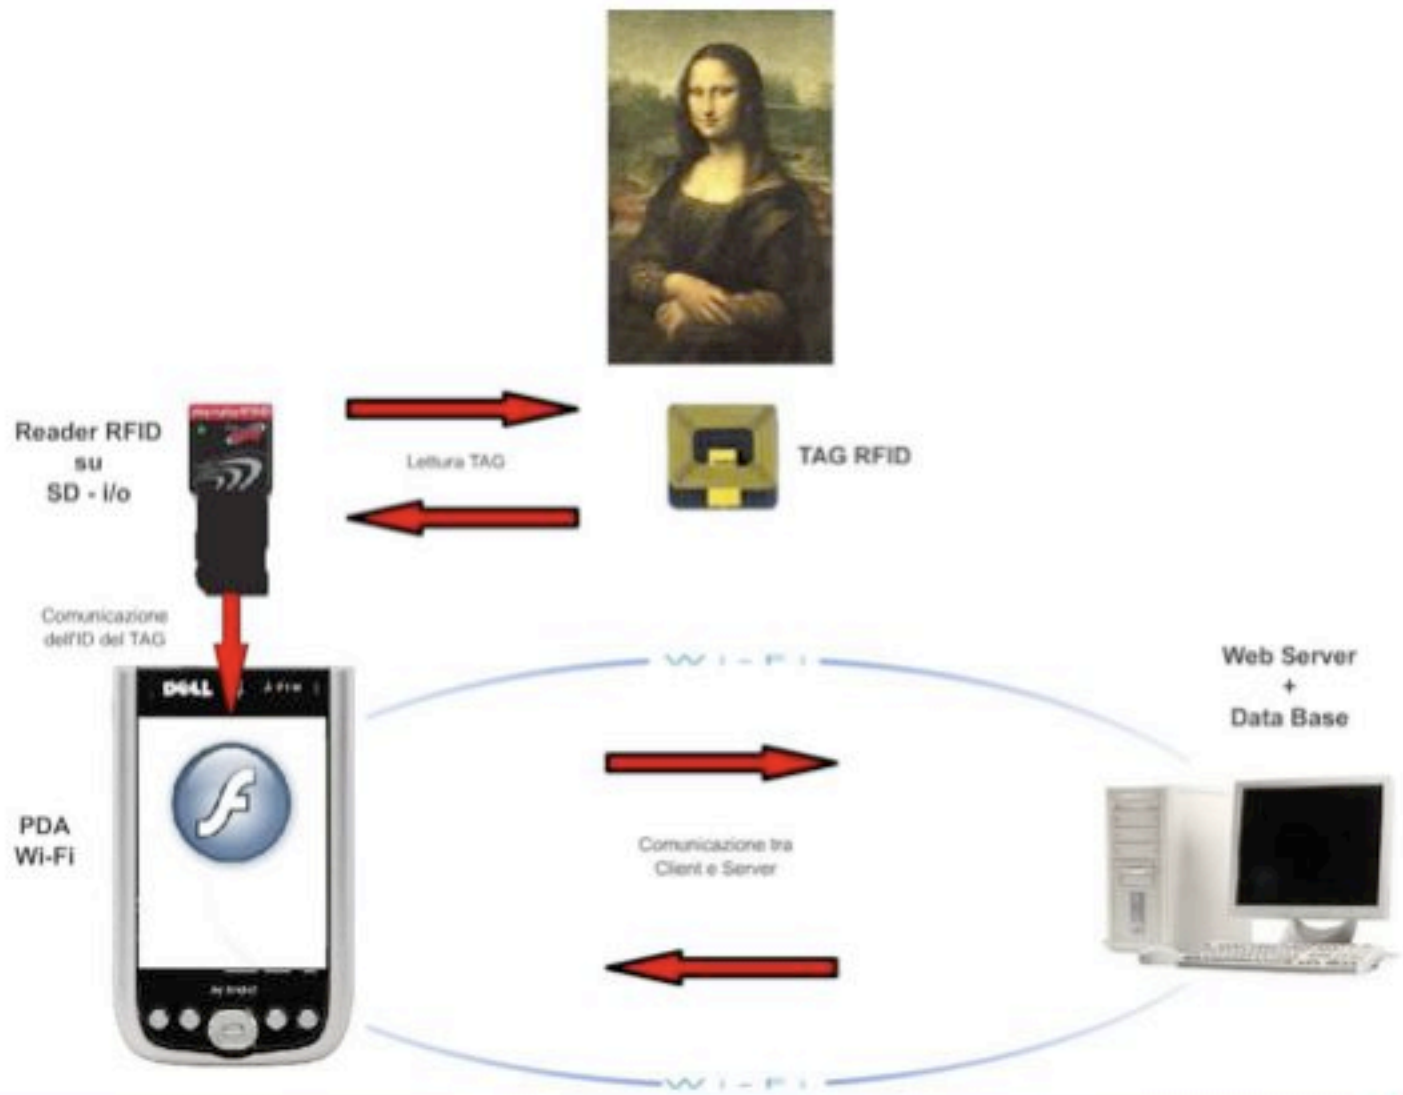 Reader RFID
su
SD - i/o
Lettura TAG
TAG RFID
Comunicazione
dell'ID del TAG
DELL
Wi-Fi
Web Server
+
Data Base
PDA
Wi-Fi
Comunicazione tra
Client e Server
Wi-Fi